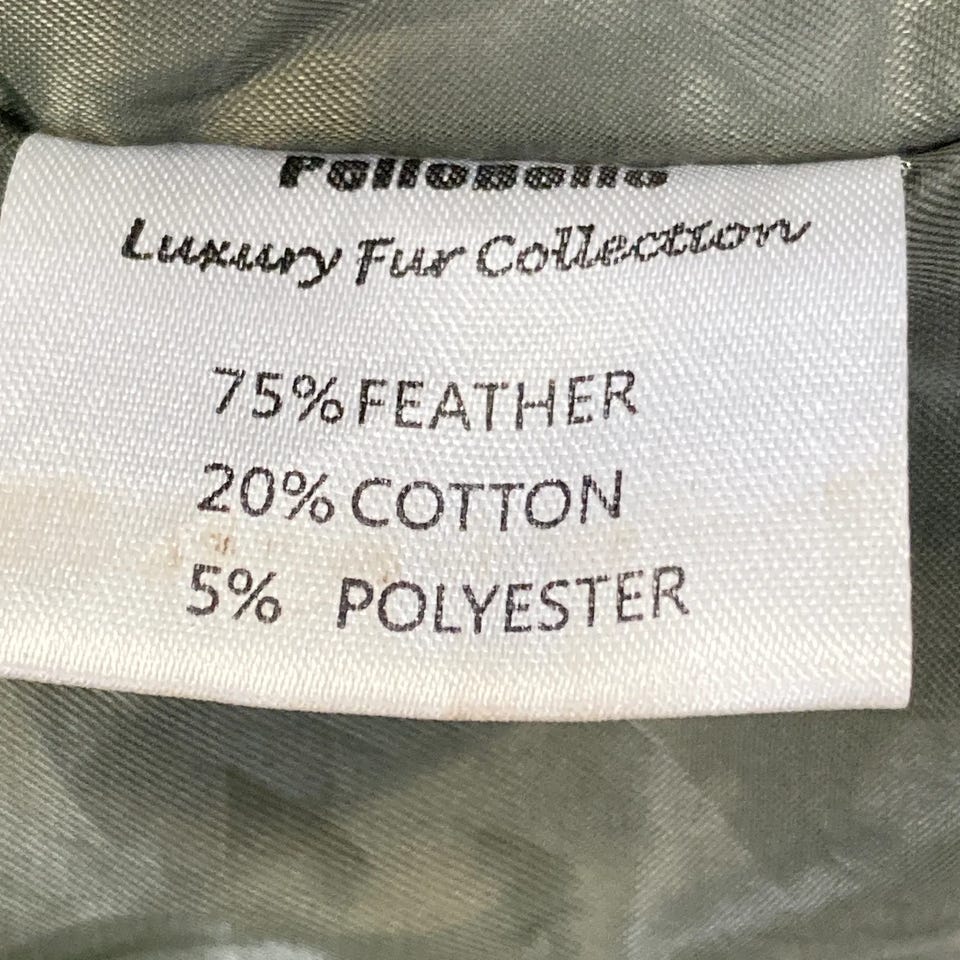 Luxury Fur Collection
75% FEATHER
20% COTTON
5% POLYESTER